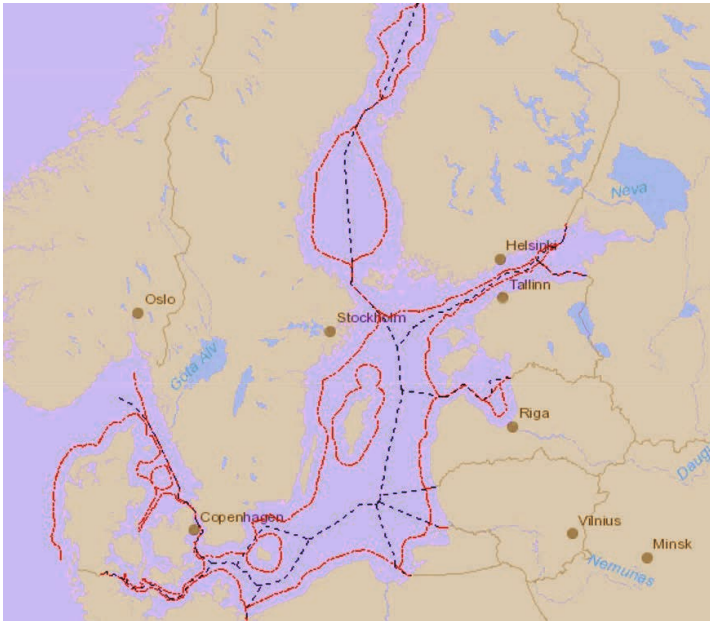 Neva
Helsinki
Tallinn
Oslo
Stockholm
Göta Älv
Riga
Daug
Copenhagen
Vilnius
Minsk
Nemunas